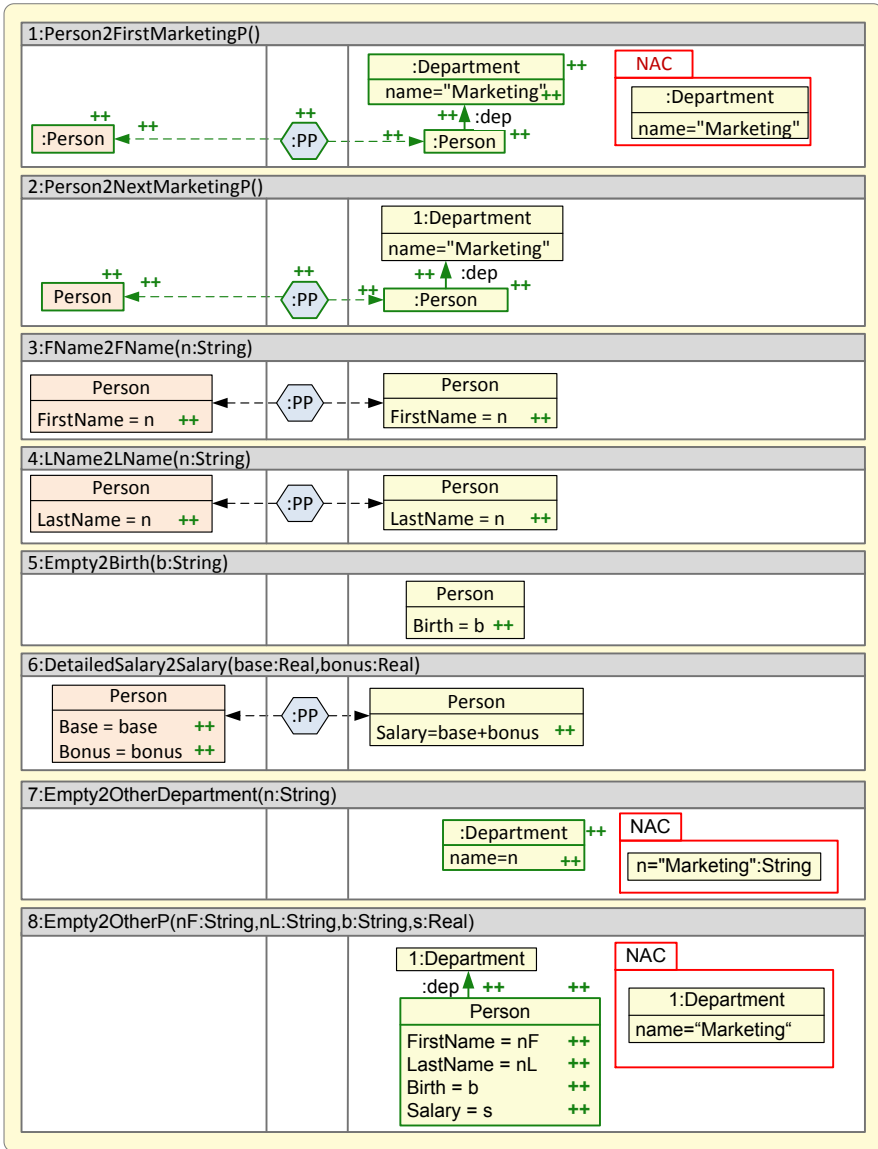 1:Person2FirstMarketingP()
:Department ++
name="Marketing" ++
NAC
:Department
name="Marketing"
++ ++ ++ ++ :dep
:Person ++ :PP ++ :Person ++
2:Person2NextMarketingP()
1:Department
name="Marketing"
++ ++ ++ ++ :dep
Person :PP ++ :Person ++
3:FName2FName(n:String)
Person :PP Person
FirstName = n ++ FirstName = n ++
4:LName2LName(n:String)
Person :PP Person
LastName = n ++ LastName = n ++
5:Empty2Birth(b:String)
Person
Birth = b ++
6:DetailedSalary2Salary(base:Real,bonus:Real)
Person :PP Person
Base = base ++ Salary=base+bonus ++
Bonus = bonus ++
7:Empty2OtherDepartment(n:String)
:Department ++ NAC
name=n ++ n="Marketing":String
8:Empty2OtherP(nF:String,nL:String,b:String,s:Real)
1:Department NAC
:dep ++ ++ 1:Department
Person name=“Marketing“
FirstName = nF ++
LastName = nL ++
Birth = b ++
Salary = s ++